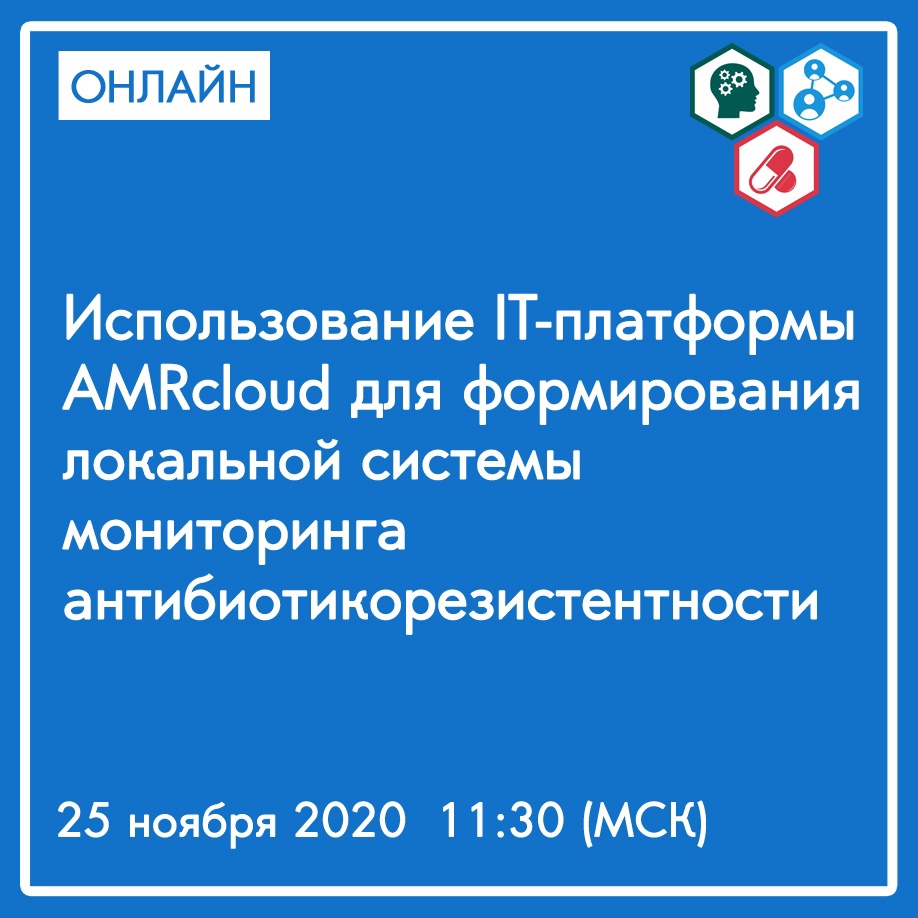 ОНЛАЙН
Использование IT-платформы
AMRcloud для формирования
локальной системы
мониторинга
антибиотикорезистентности
25 ноября 2020 11:30 (МСК)